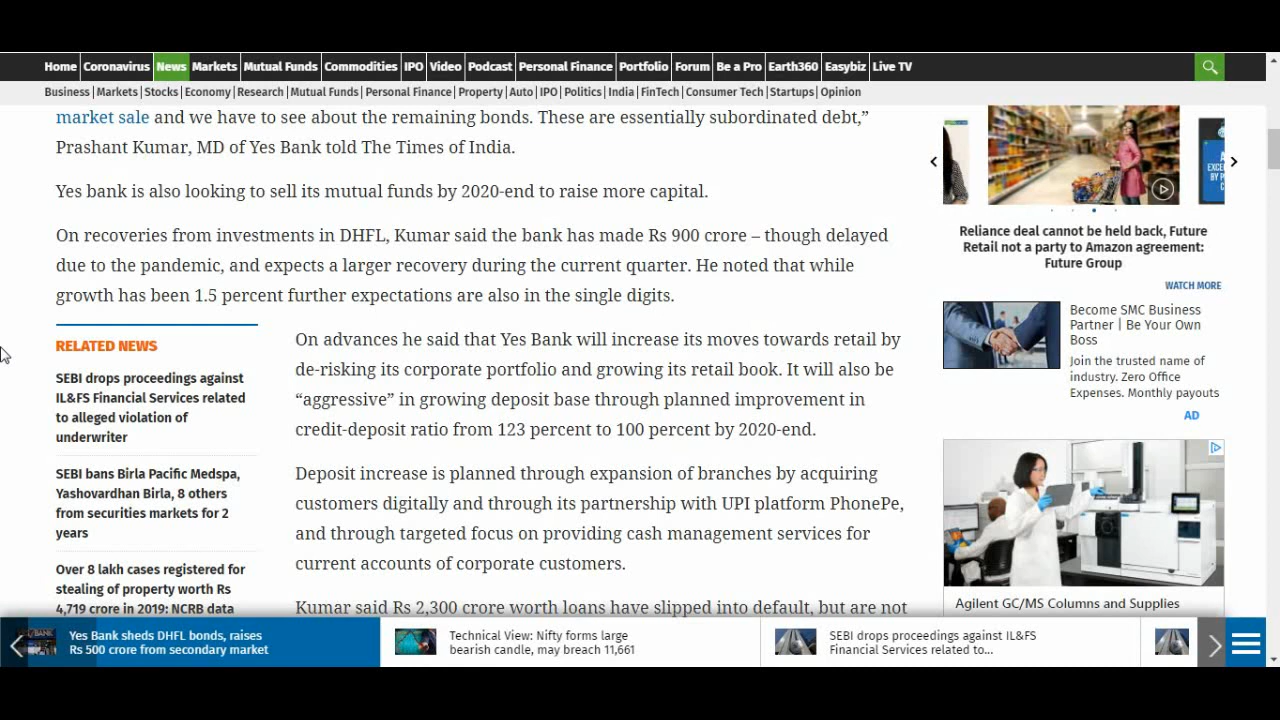 Home Coronavirus News Markets Mutual Funds Commodities IPO Video Podcast Personal Finance Portfolio Forum Be a Pro Earth360 Easybiz Live TV
Business | Markets | Stocks | Economy | Research | Mutual Funds | Personal Finance | Property | Auto | IPO | Politics | India | FinTech | Consumer Tech | Startups | Opinion
market sale and we have to see about the remaining bonds. These are essentially subordinated debt,”
Prashant Kumar, MD of Yes Bank told The Times of India.
Yes bank is also looking to sell its mutual funds by 2020-end to raise more capital.
On recoveries from investments in DHFL, Kumar said the bank has made Rs 900 crore – though delayed
due to the pandemic, and expects a larger recovery during the current quarter. He noted that while
growth has been 1.5 percent further expectations are also in the single digits.
RELATED NEWS
SEBI drops proceedings against
IL&FS Financial Services related
to alleged violation of
underwriter
SEBI bans Birla Pacific Medspa,
Yashovardhan Birla, 8 others
from securities markets for 2
years
Over 8 lakh cases registered for
stealing of property worth Rs
4,719 crore in 2019: NCRB data
On advances he said that Yes Bank will increase its moves towards retail by
de-risking its corporate portfolio and growing its retail book. It will also be
“aggressive” in growing deposit base through planned improvement in
credit-deposit ratio from 123 percent to 100 percent by 2020-end.
Deposit increase is planned through expansion of branches by acquiring
customers digitally and through its partnership with UPI platform PhonePe,
and through targeted focus on providing cash management services for
current accounts of corporate customers.
Kumar said Rs 2,300 crore worth loans have slipped into default, but are not
Reliance deal cannot be held back, Future
Retail not a party to Amazon agreement:
Future Group
WATCH MORE
Become SMC Business
Partner | Be Your Own
Boss
Join the trusted name of
industry. Zero Office
Expenses. Monthly payouts
AD
Agilent GC/MS Columns and Supplies
Yes Bank sheds DHFL bonds, raises
Rs 500 crore from secondary market
Technical View: Nifty forms large
bearish candle, may breach 11,661
SEBI drops proceedings against IL&FS
Financial Services related to...